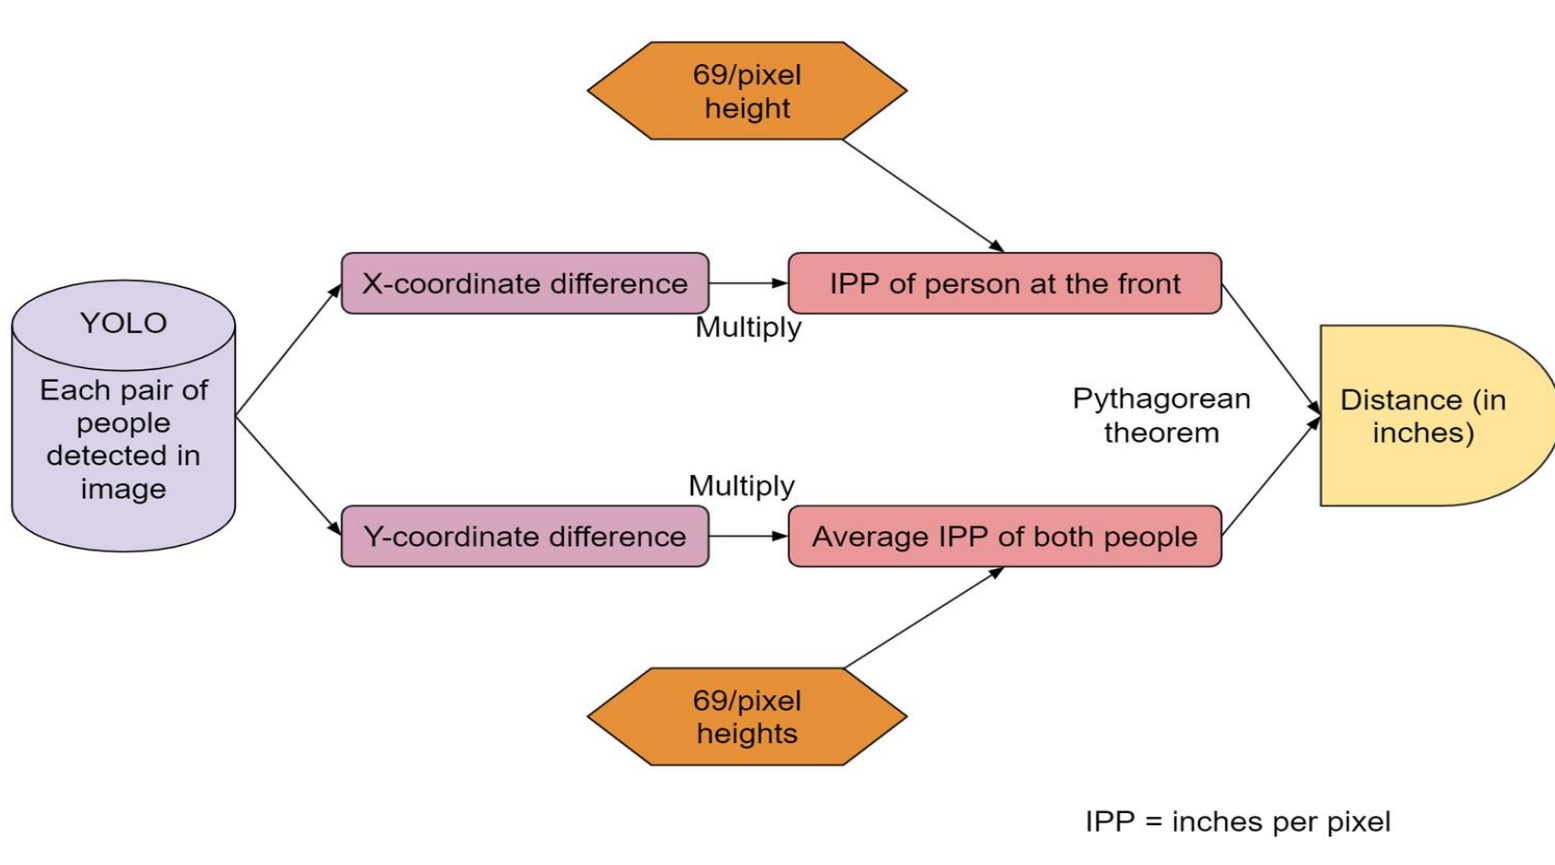 69/pixel
height
YOLO
Each pair of
people
detected in
image
X-coordinate difference
Multiply
IPP of person at the front
Pythagorean
theorem
Distance (in
inches)
Multiply
Y-coordinate difference
Average IPP of both people
69/pixel
heights
IPP = inches per pixel